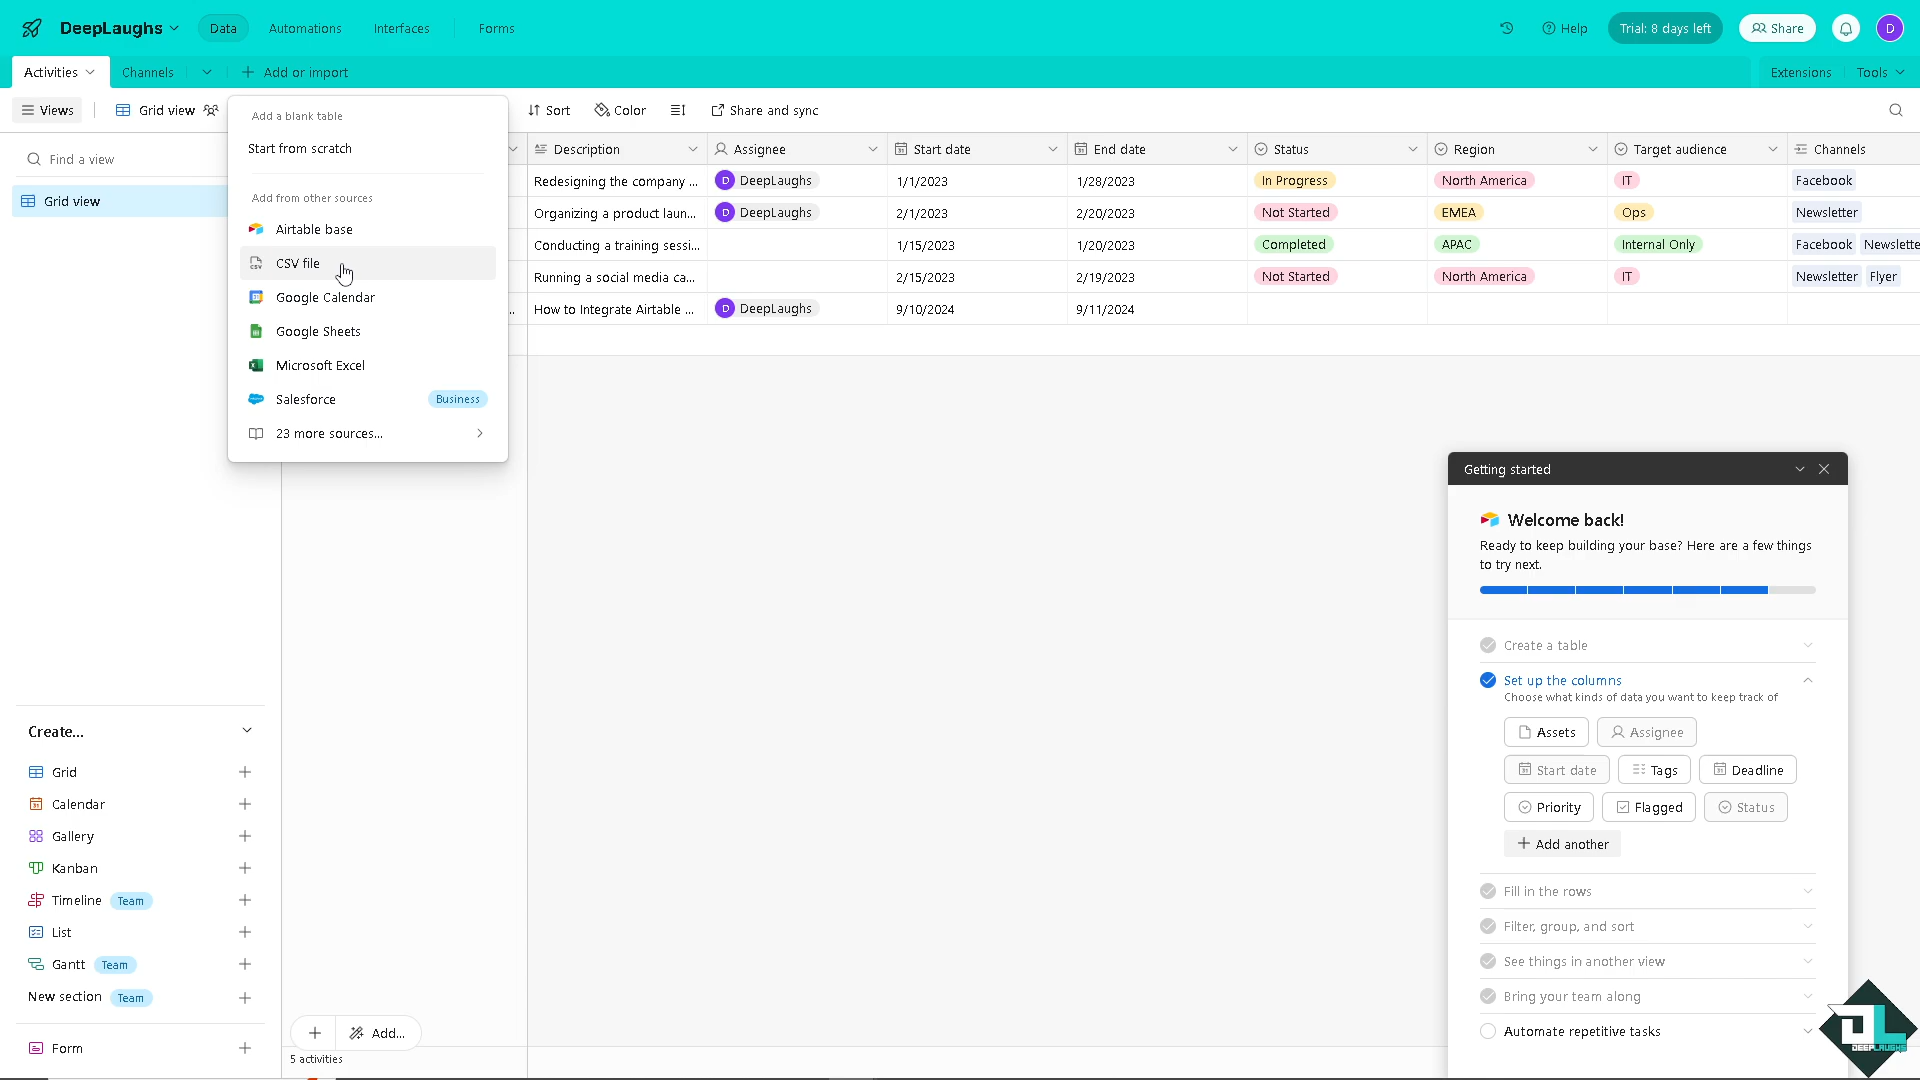 DeepLaughs Data Automations Interfaces Forms Help Trial: 8 days left Share D
Activities Channels Add or import Extensions Tools
Views Grid view Sort Color Share and sync
Find a view
Grid view
Add a blank table
Start from scratch
Add from other sources
Airtable base
CSV file
Google Calendar
Google Sheets
Microsoft Excel
Salesforce Business
23 more sources...
Description Assignee Start date End date Status Region Target audience Channels
Redesigning the company ... D DeepLaughs 1/1/2023 1/28/2023 In Progress North America IT Facebook
Organizing a product laun... D DeepLaughs 2/1/2023 2/20/2023 Not Started EMEA Ops Newsletter
Conducting a training sessi... 1/15/2023 1/20/2023 Completed APAC Internal Only Facebook Newslette
Running a social media ca... 2/15/2023 2/19/2023 Not Started North America IT Newsletter Flyer
... How to Integrate Airtable ... D DeepLaughs 9/10/2024 9/11/2024
Create...
Grid
Calendar
Gallery
Kanban
Timeline Team
List
Gantt Team
New section Team
Form
Add...
5 activities
Getting started
Welcome back!
Ready to keep building your base? Here are a few things
to try next.
Create a table
Set up the columns
Choose what kinds of data you want to keep track of
Assets Assignee
Start date Tags Deadline
Priority Flagged Status
Add another
Fill in the rows
Filter, group, and sort
See things in another view
Bring your team along
Automate repetitive tasks
DL
DEEPLAUGHS